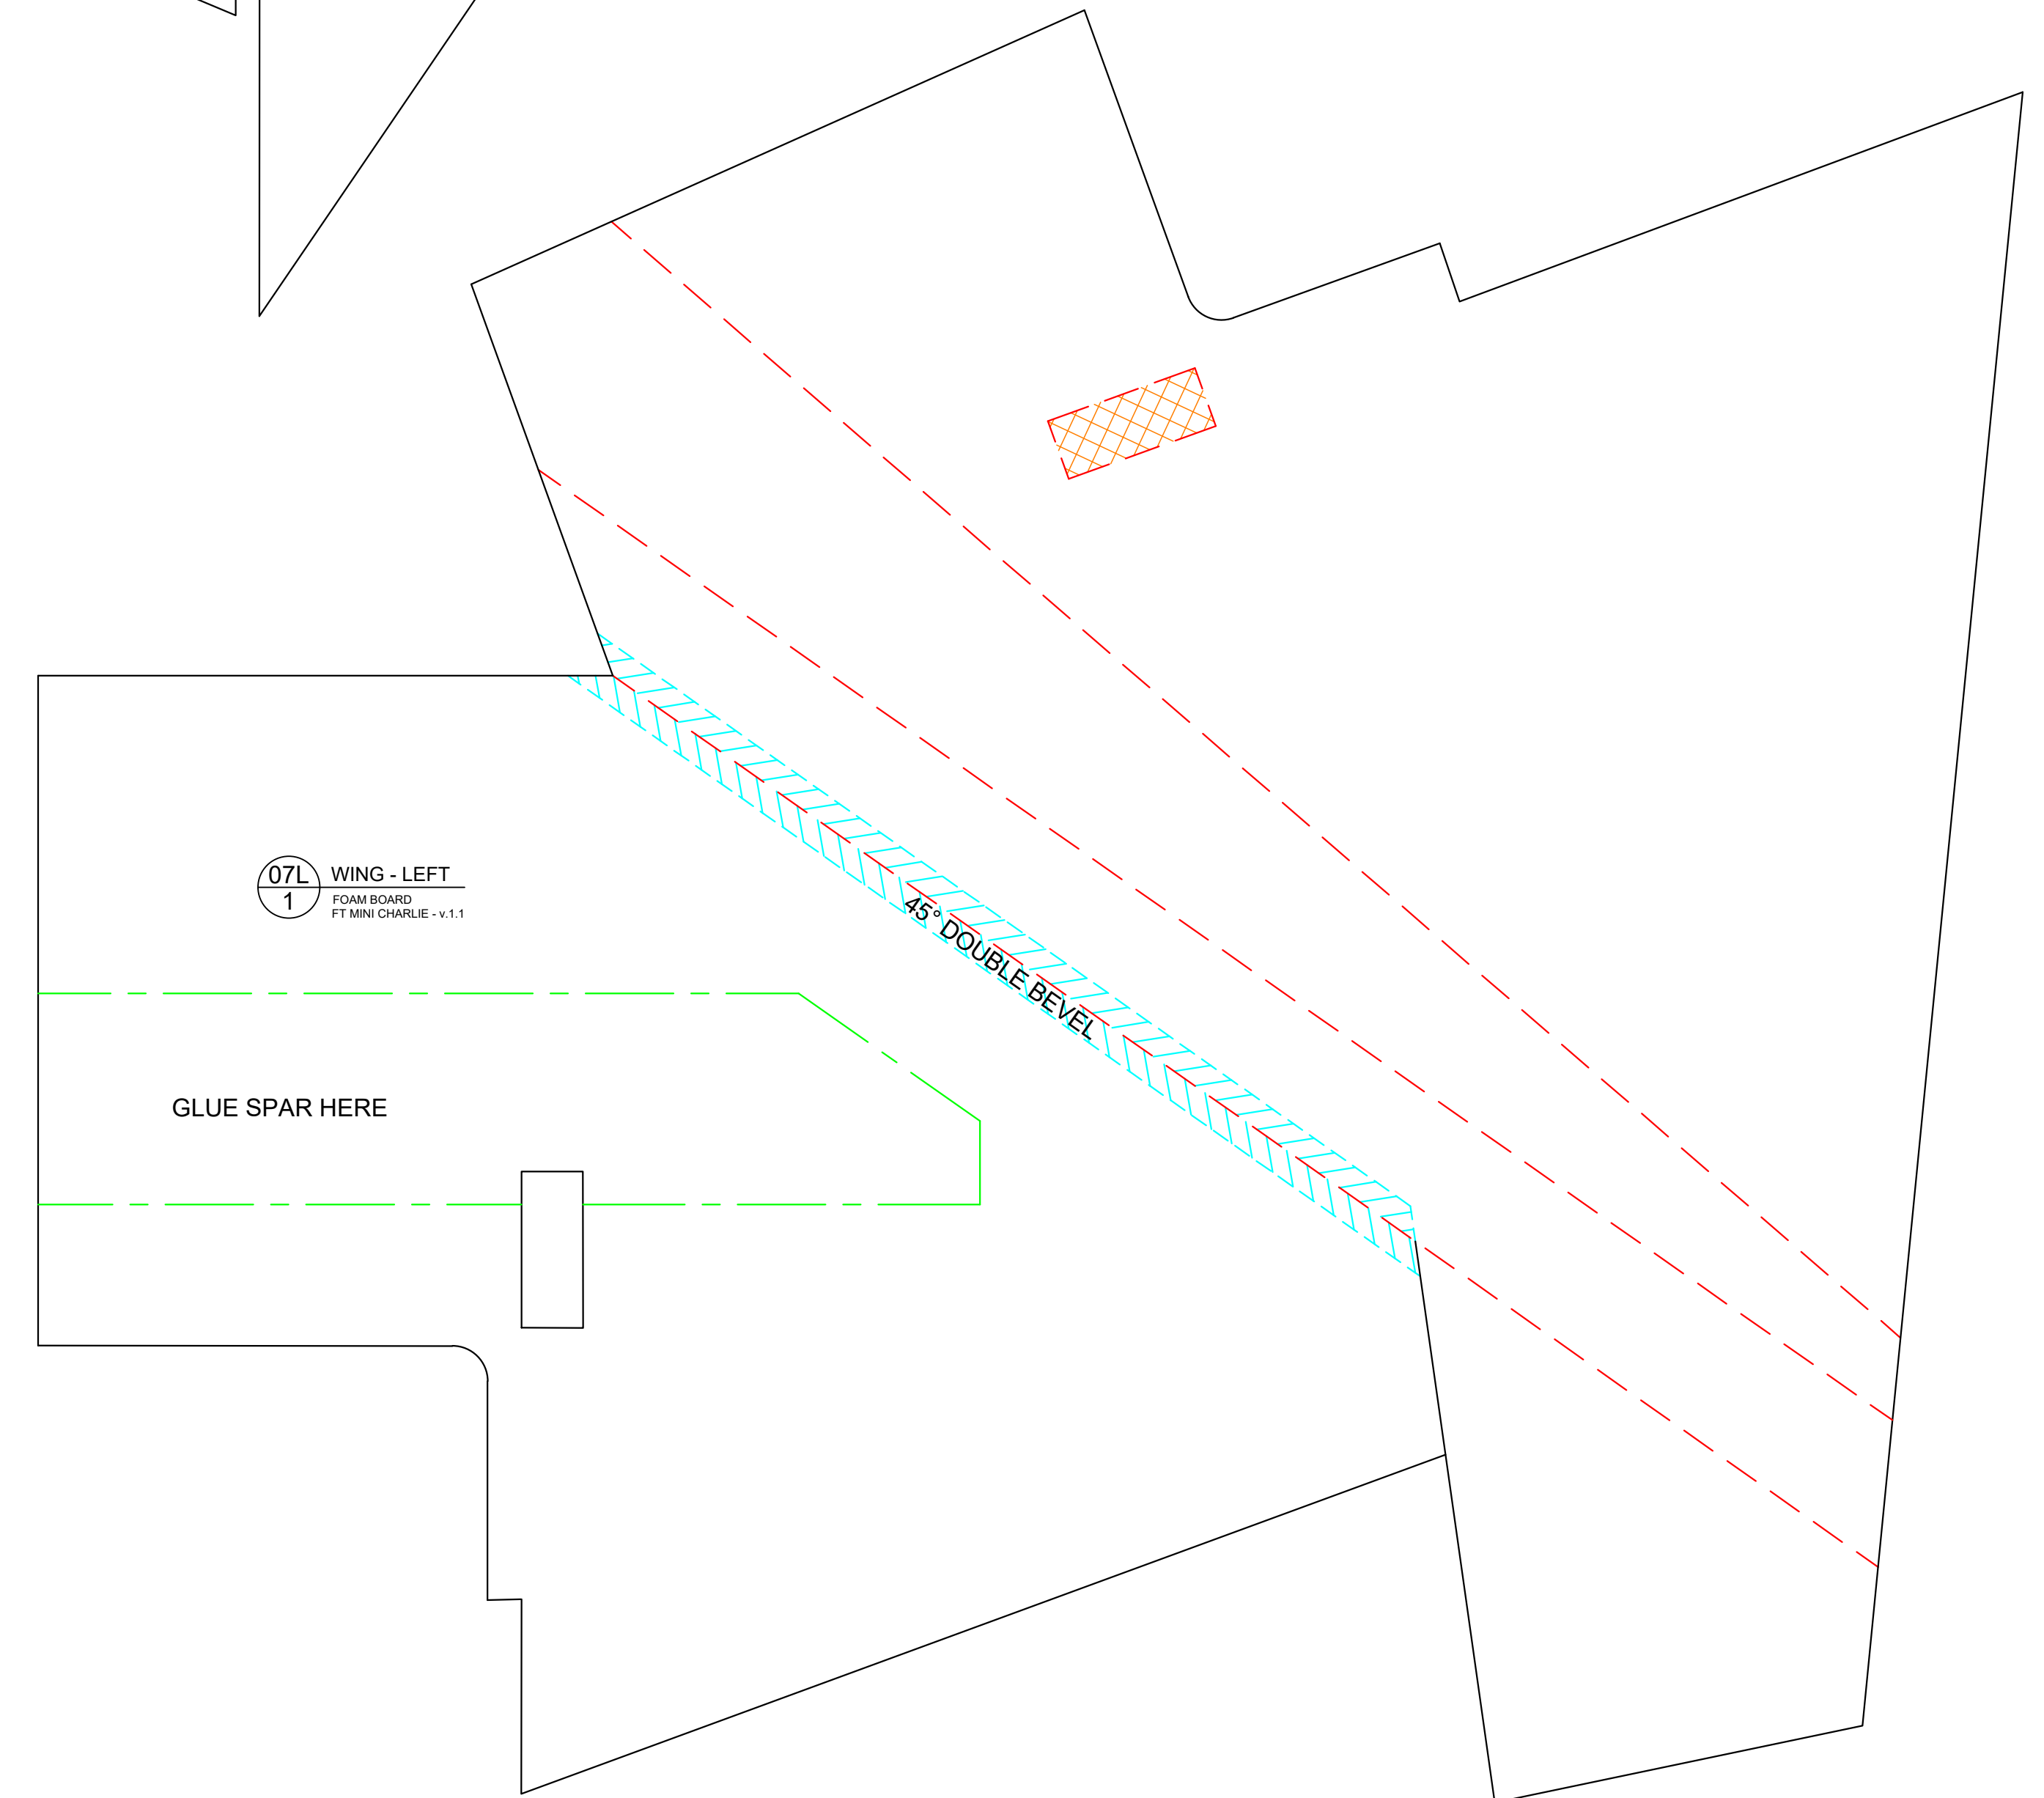 07L
1
WING - LEFT
FOAM BOARD
FT MINI CHARLIE - v.1.1
45° DOUBLE BEVEL
GLUE SPAR HERE